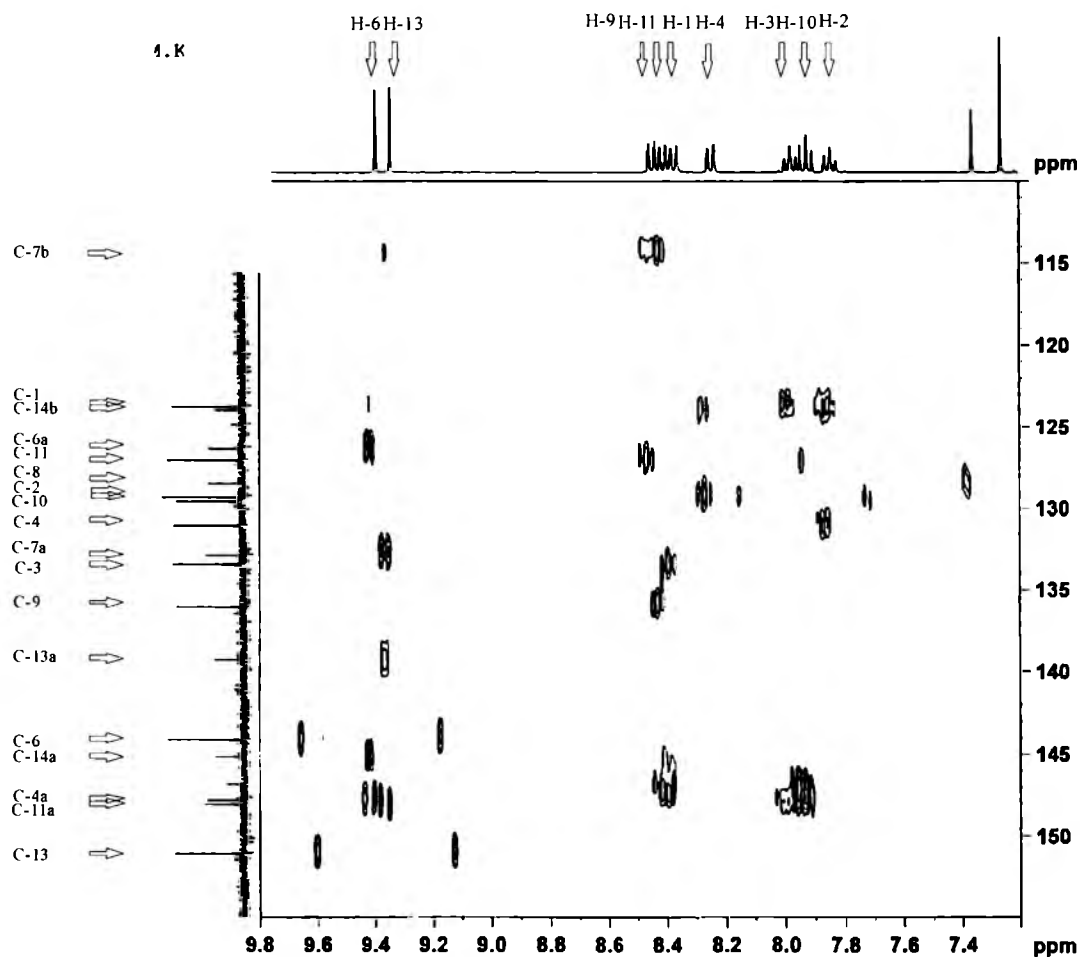 H-6 H-13
H-9 H-11 H-1 H-4
H-3 H-10 H-2
ppm
C-7b
115
120
C-1
C-14b
C-6a
C-11
125
C-8
C-2
C-10
C-4
130
C-7a
C-3
C-9
135
C-13a
140
C-6
C-14a
145
C-4a
C-11a
C-13
150
9.8 9.6 9.4 9.2 9.0 8.8 8.6 8.4 8.2 8.0 7.8 7.6 7.4 ppm